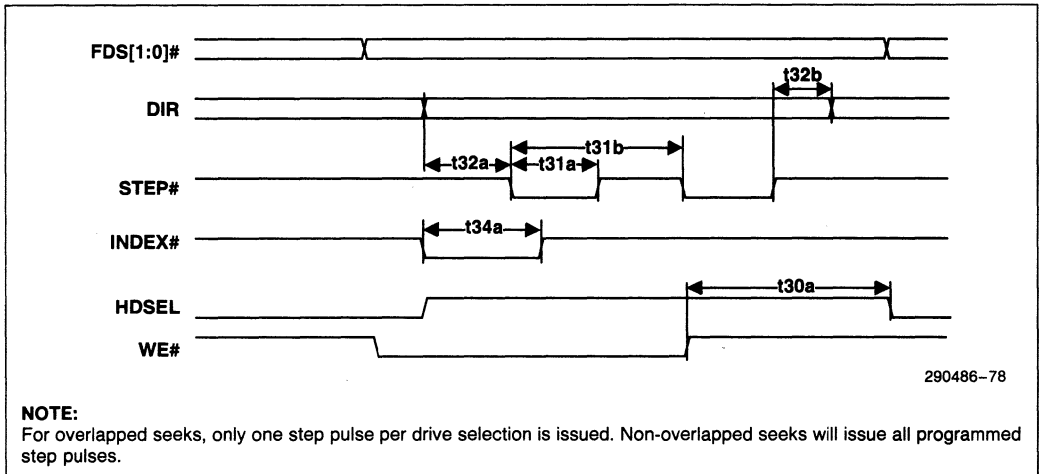 FDS[1:0]#
t32b
DIR
t31b
t32a
t31a
STEP#
t34a
INDEX#
t30a
HDSEL
WE#
290486–78
NOTE:
For overlapped seeks, only one step pulse per drive selection is issued. Non-overlapped seeks will issue all programmed
step pulses.